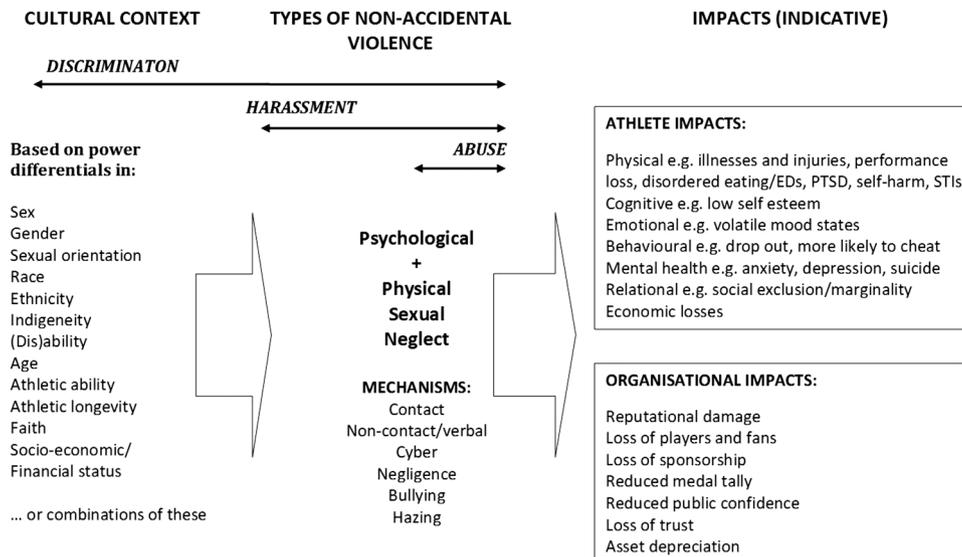 CULTURAL CONTEXT
TYPES OF NON-ACCIDENTAL
VIOLENCE
IMPACTS (INDICATIVE)
DISCRIMINATON
HARASSMENT
ABUSE
Based on power
differentials in:
Sex
Gender
Sexual orientation
Race
Ethnicity
Indigeneity
(Dis)ability
Age
Athletic ability
Athletic longevity
Faith
Socio-economic/
Financial status
… or combinations of these
Psychological
+
Physical
Sexual
Neglect
MECHANISMS:
Contact
Non-contact/verbal
Cyber
Negligence
Bullying
Hazing
ATHLETE IMPACTS:
Physical e.g. illnesses and injuries, performance
loss, disordered eating/EDs, PTSD, self-harm, STIs
Cognitive e.g. low self esteem
Emotional e.g. volatile mood states
Behavioural e.g. drop out, more likely to cheat
Mental health e.g. anxiety, depression, suicide
Relational e.g. social exclusion/marginality
Economic losses
ORGANISATIONAL IMPACTS:
Reputational damage
Loss of players and fans
Loss of sponsorship
Reduced medal tally
Reduced public confidence
Loss of trust
Asset depreciation